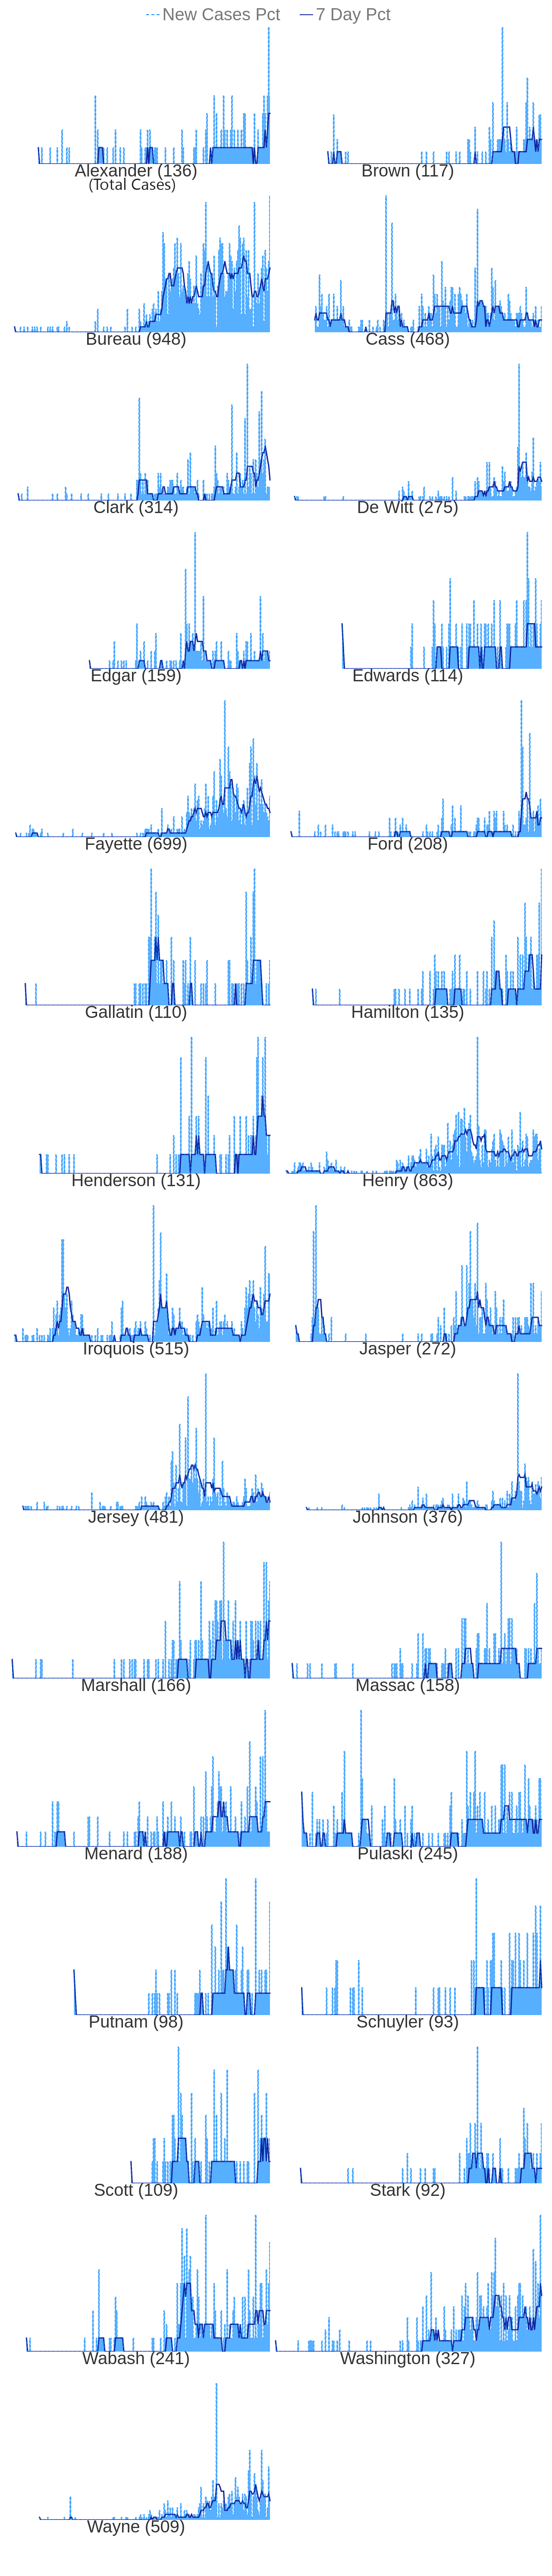 New Cases Pct 7 Day Pct
Alexander (136) Brown (117)
(Total Cases)
Bureau (948) Cass (468)
Clark (314) De Witt (275)
Edgar (159) Edwards (114)
Fayette (699) Ford (208)
Gallatin (110) Hamilton (135)
Henderson (131) Henry (863)
Iroquois (515) Jasper (272)
Jersey (481) Johnson (376)
Marshall (166) Massac (158)
Menard (188) Pulaski (245)
Putnam (98) Schuyler (93)
Scott (109) Stark (92)
Wabash (241) Washington (327)
Wayne (509)